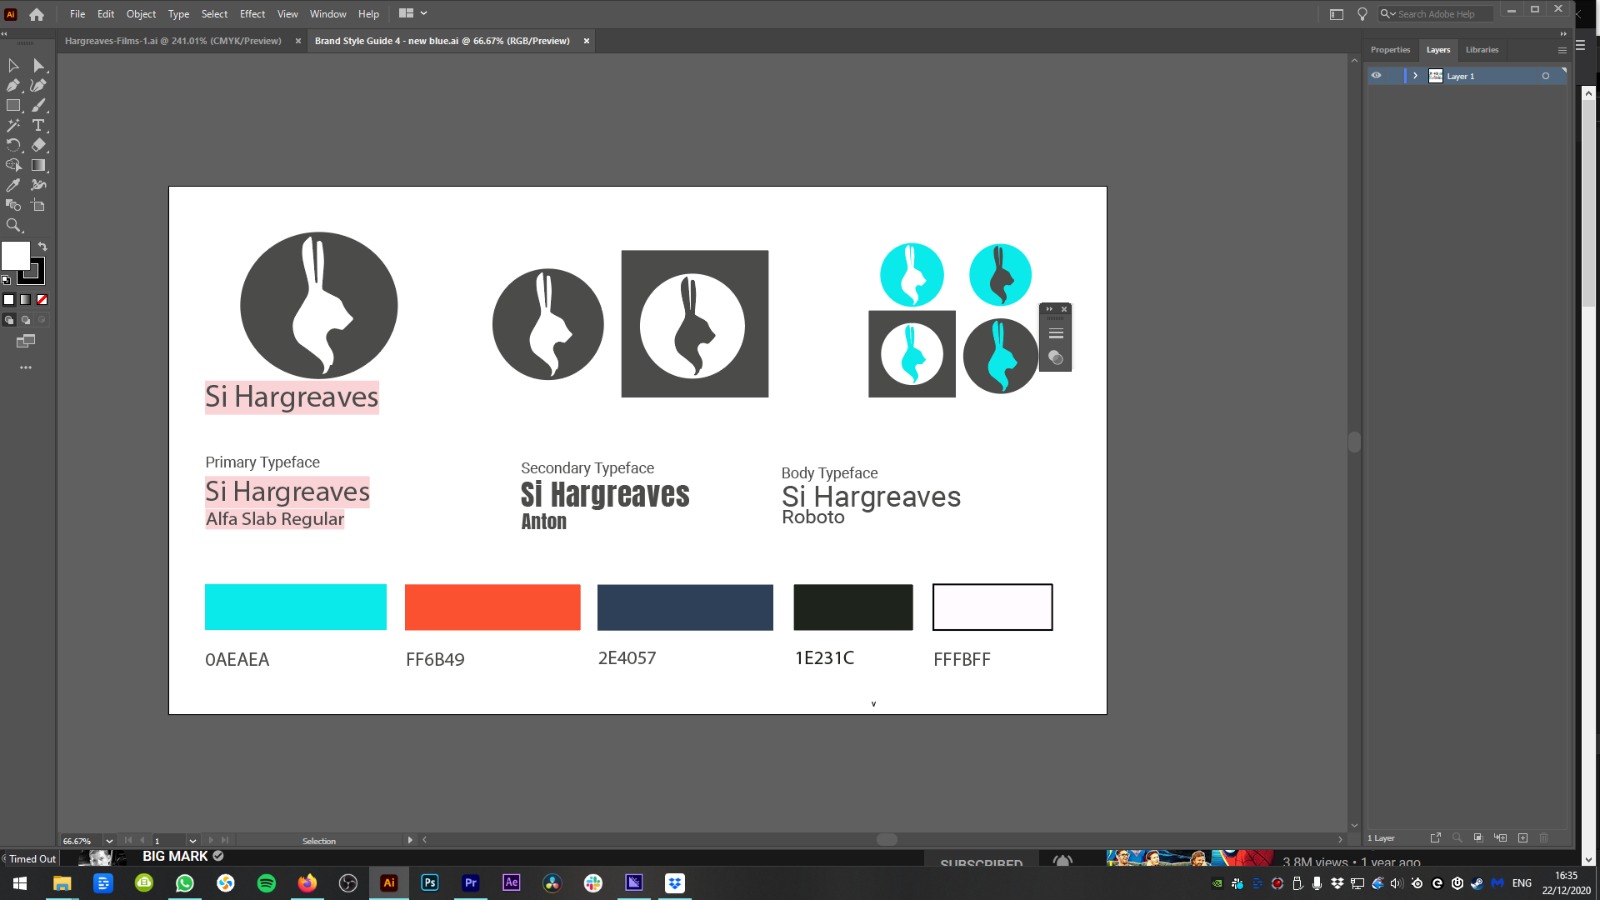 Ai File Edit Object Type Select Effect View Window Help Search Adobe Help
Hargreaves-Films-1.ai @ 241.01% (CMYK/Preview) × Brand Style Guide 4 - new blue.ai @ 66.67% (RGB/Preview) ×
Properties Layers Libraries
Layer 1
Si Hargreaves
Primary Typeface
Si Hargreaves
Alfa Slab Regular
Secondary Typeface
Si Hargreaves
Anton
Body Typeface
Si Hargreaves
Roboto
0AEAEA FF6B49 2E4057 1E231C FFFBFF
v
66.67% 1 Selection
1 Layer
Timed Out BIG MARK SUBSCRIBED 3.8M views • 1 year ago
Ai Ps Pr Ae ENG
16:35
22/12/2020